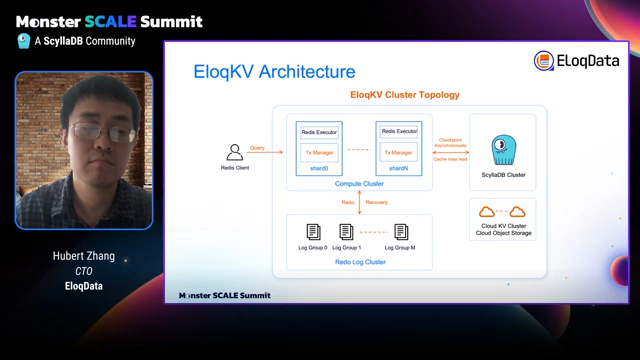 Monster SCALE Summit
A ScyllaDB Community
Hubert Zhang
CTO
EloqData
EloqKV Architecture
ELoqData
EloqKV Cluster Topology
Redis Client
Query
Redis Executor
Tx Manager
shard0
Redis Executor
Tx Manager
shardN
Compute Cluster
Checkpoint
Asynchronously
Cache miss read
ScyllaDB Cluster
Redo
Recovery
Log Group 0
Log Group 1
Log Group M
Redo Log Cluster
Cloud KV Cluster
Cloud Object Storage
Monster SCALE Summit